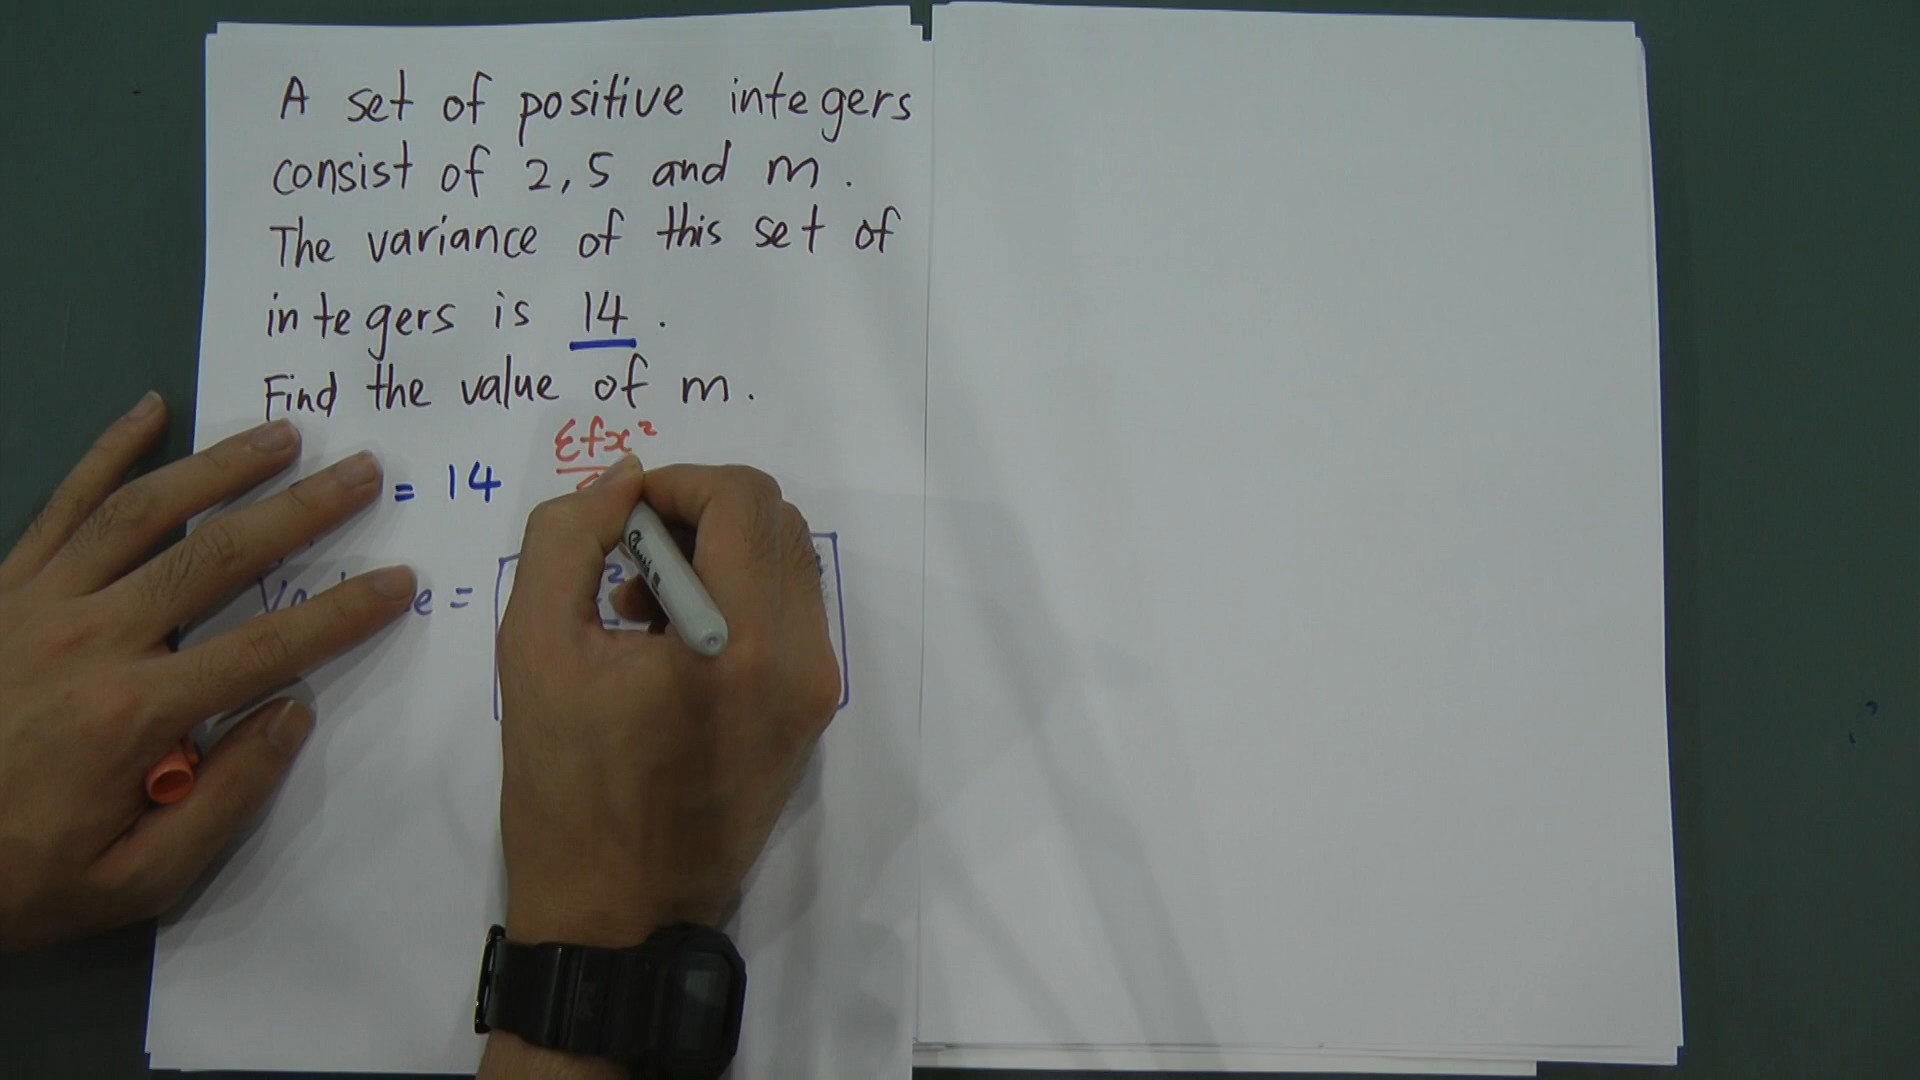 A set of positive integers
consist of 2, 5 and m.
The variance of this set of
integers is 14.
Find the value of m.
Σfx²
= 14
=